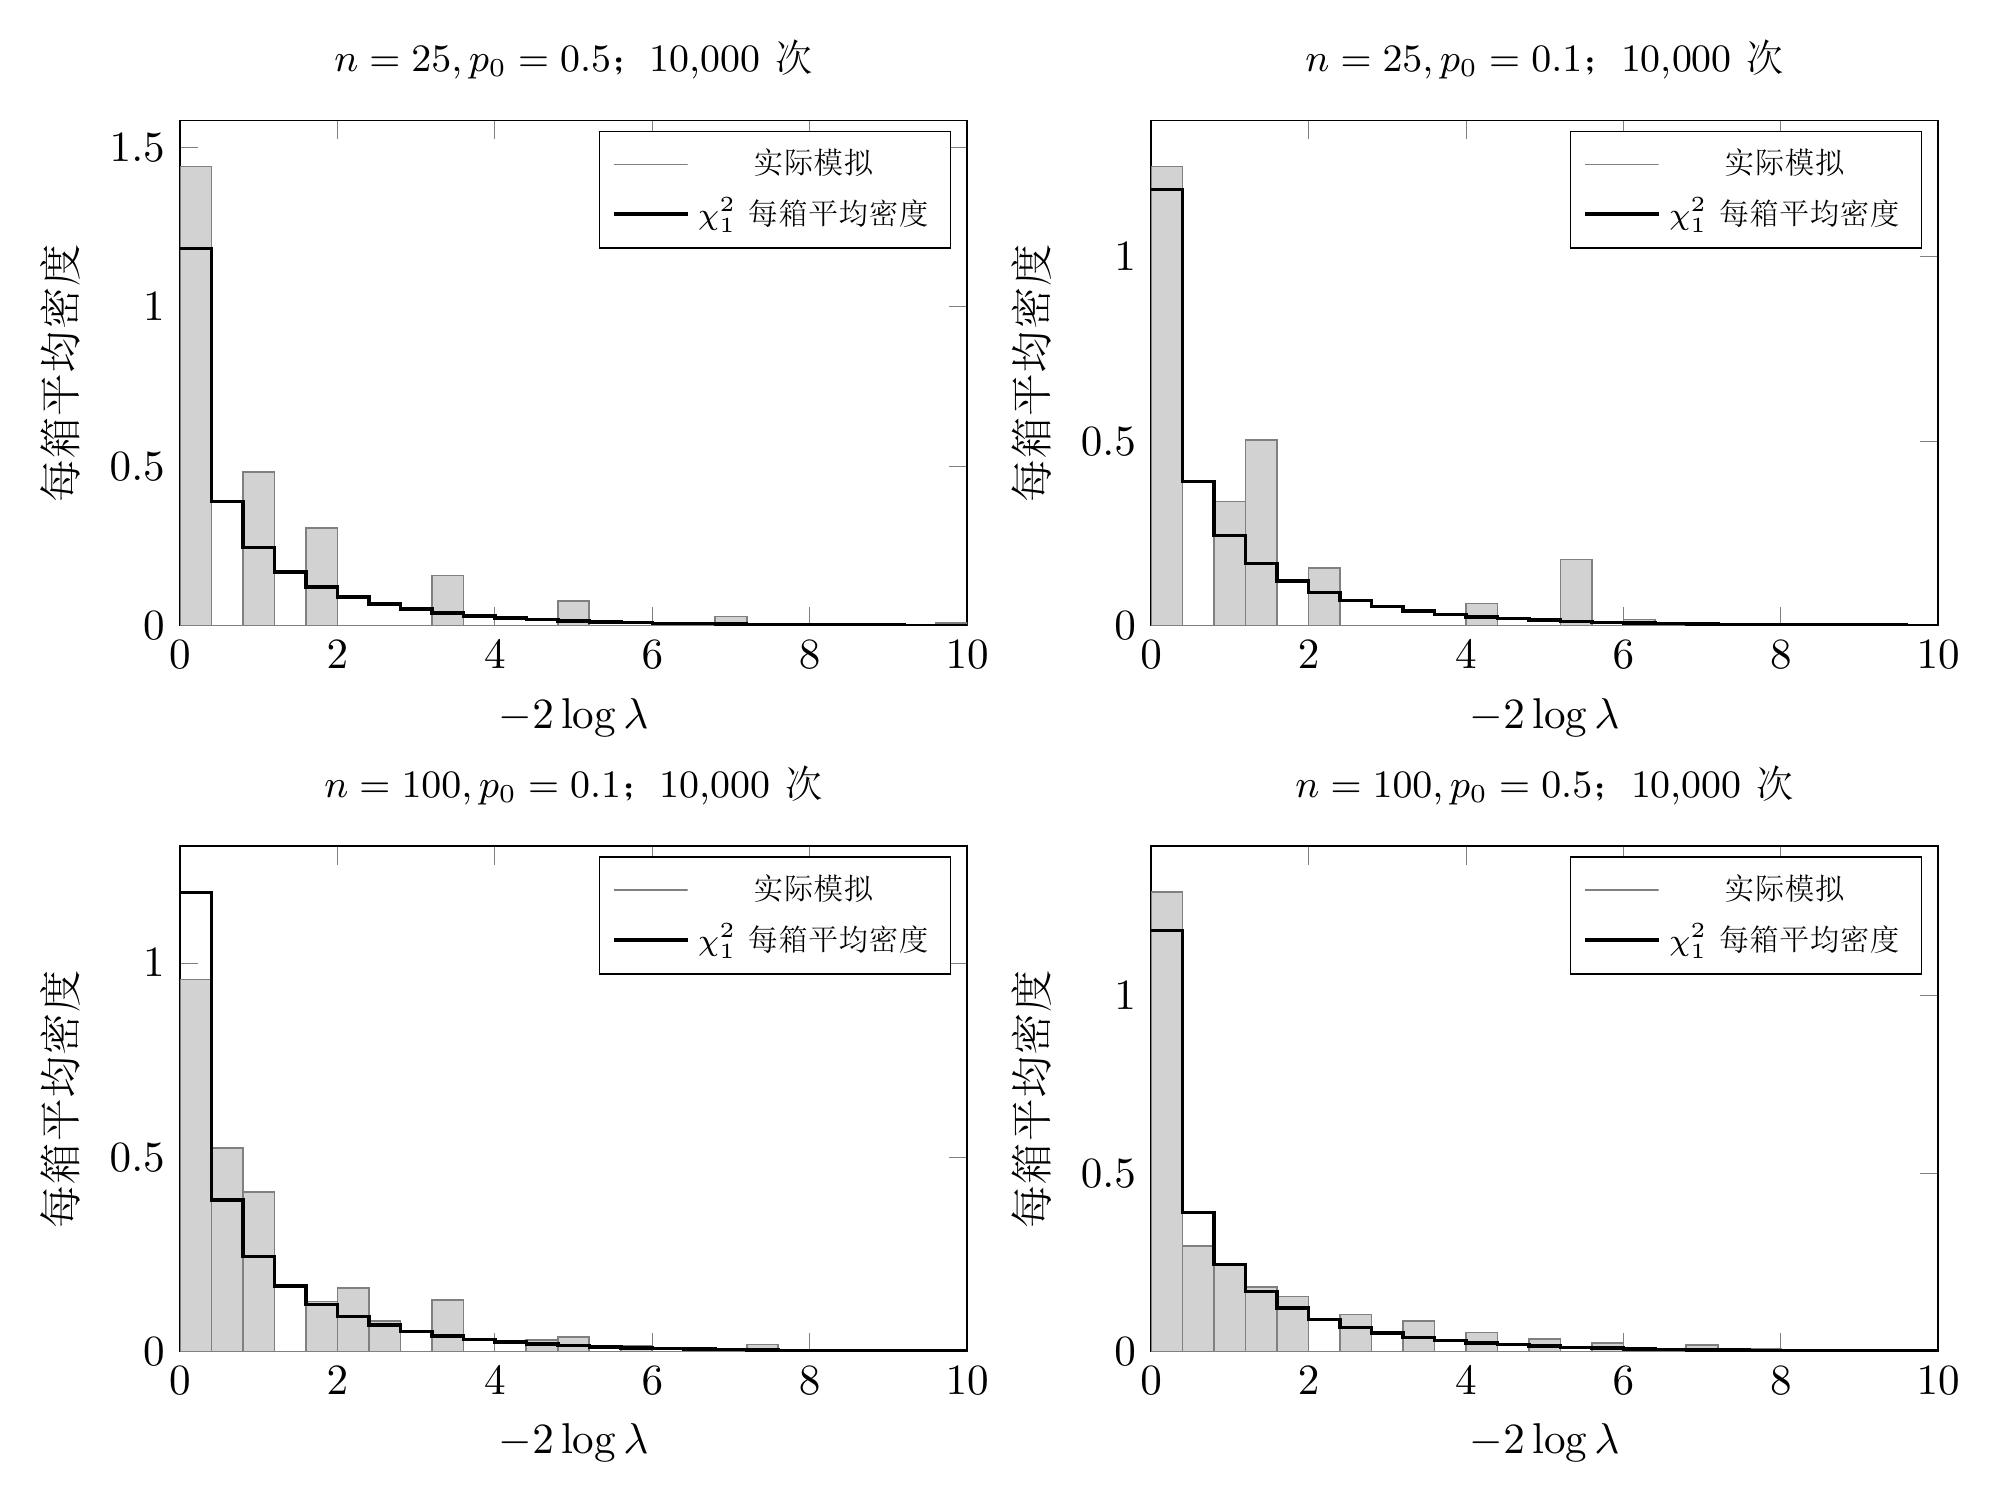 n = 25, p₀ = 0.5；10,000 次
1.5
1
0.5
0
每箱平均密度
实际模拟
χ₁² 每箱平均密度
0 2 4 6 8 10
−2 log λ
n = 25, p₀ = 0.1；10,000 次
1
0.5
0
每箱平均密度
实际模拟
χ₁² 每箱平均密度
0 2 4 6 8 10
−2 log λ
n = 100, p₀ = 0.1；10,000 次
1
0.5
0
每箱平均密度
实际模拟
χ₁² 每箱平均密度
0 2 4 6 8 10
−2 log λ
n = 100, p₀ = 0.5；10,000 次
1
0.5
0
每箱平均密度
实际模拟
χ₁² 每箱平均密度
0 2 4 6 8 10
−2 log λ